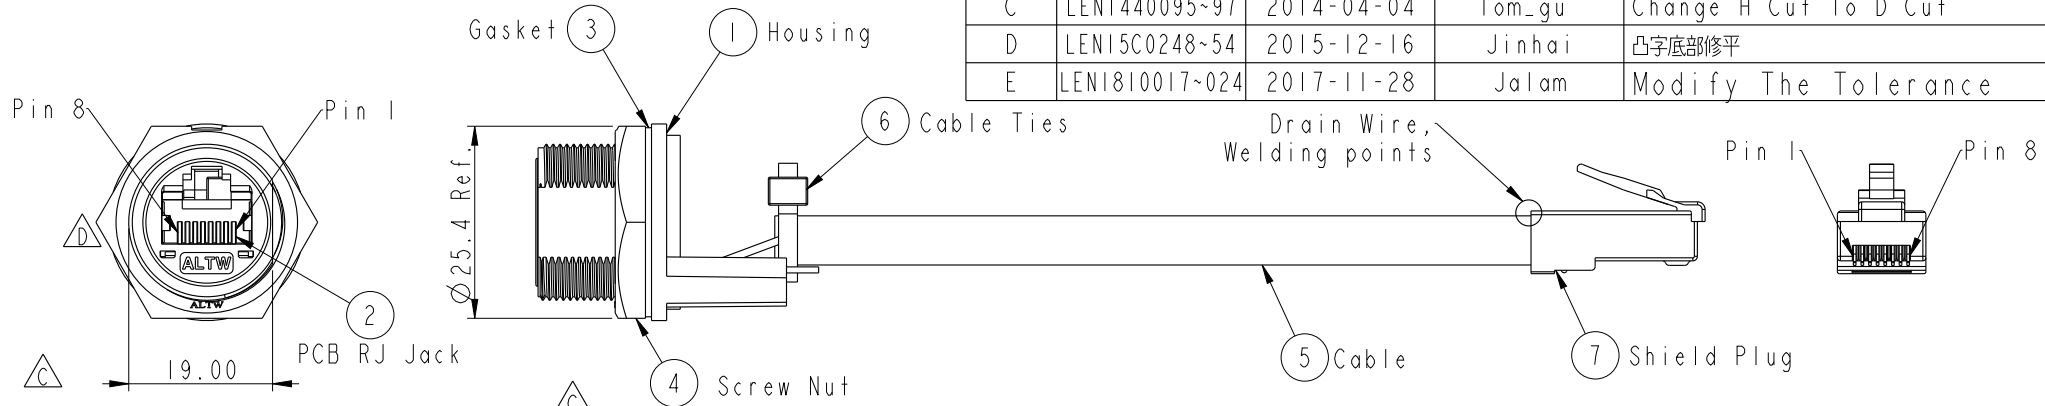 C LEN1440095~97 2014-04-04 Tom_gu Change H Cut To D Cut
D LEN15C0248~54 2015-12-16 Jinhai 凸字底部修平
E LEN1810017~024 2017-11-28 Jalam Modify The Tolerance
Gasket 3
1 Housing
Pin 8
Pin 1
6 Cable Ties
Drain Wire,
Welding points
Pin 1
Pin 8
Ø25.4 Ref.
D
ALTW
ALTW
2
PCB RJ Jack
19.00
C
4 Screw Nut
C
5 Cable
7 Shield Plug